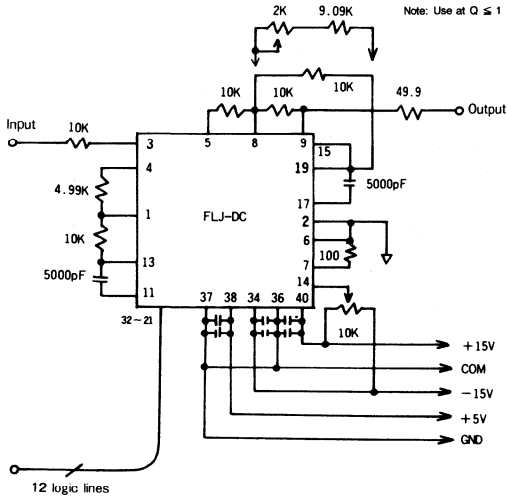 2K 9.09K Note: Use at Q ≦ 1
10K 10K 10K 49.9
Output
Input
10K
3 5 8 9
15
4
19
4.99K
5000pF
17
1
FLJ-DC
2
10K
6
100
13
7
5000pF
14
11
37 38 34 36 40
32~21
10K
+15V
COM
-15V
+5V
GND
12 logic lines